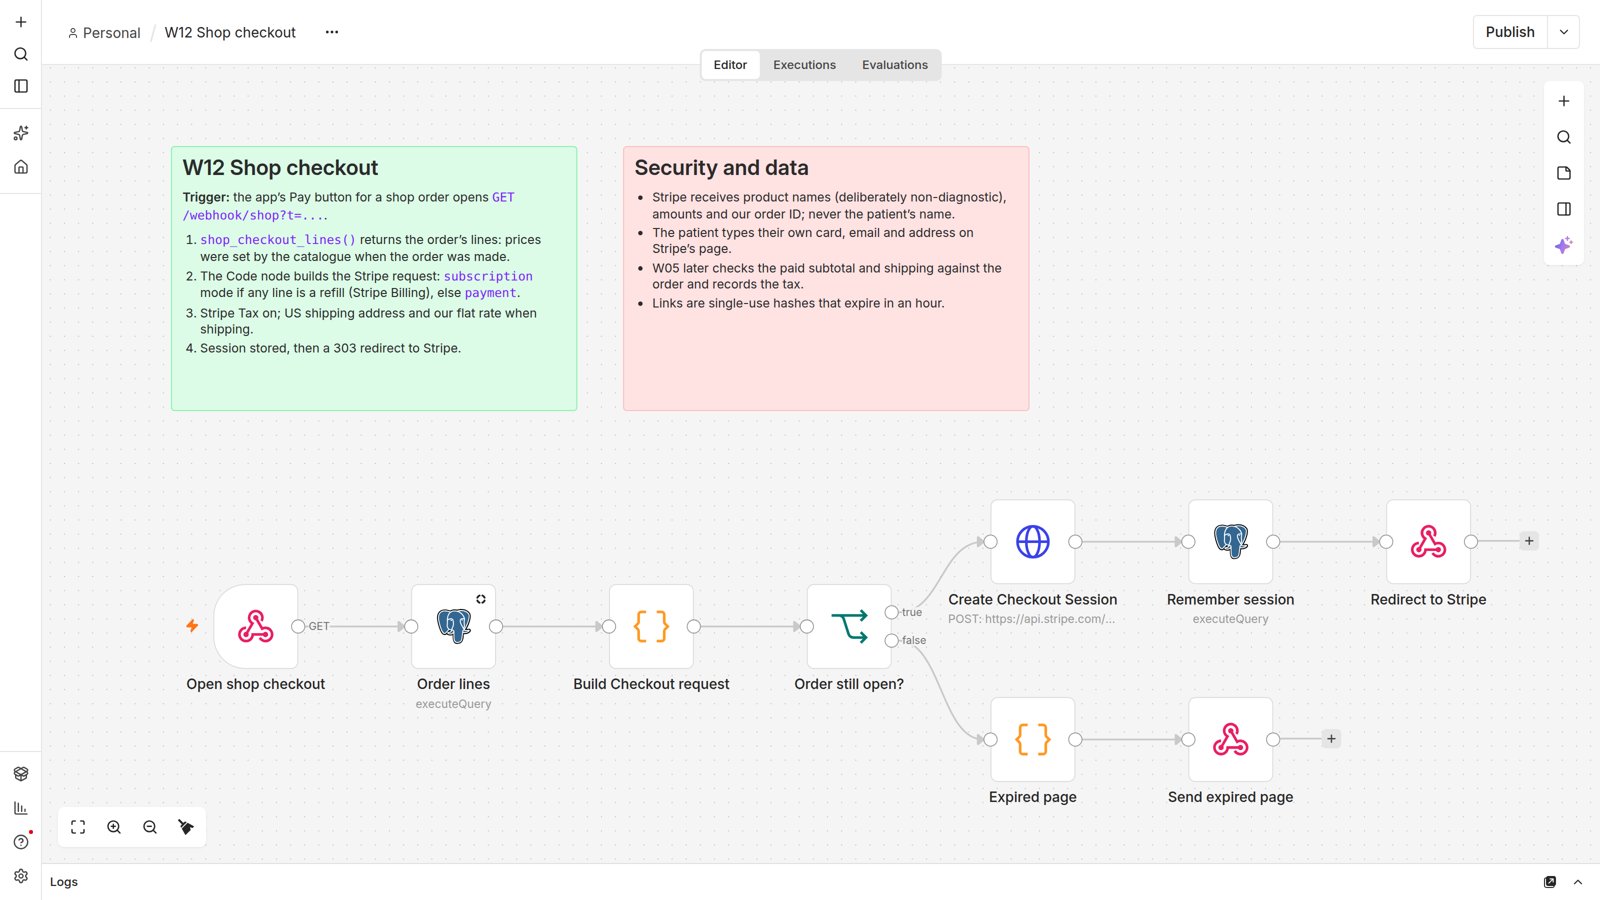 Personal / W12 Shop checkout ...
Publish
Editor Executions Evaluations
W12 Shop checkout
Trigger: the app's Pay button for a shop order opens GET
/webhook/shop?t=....
1. shop_checkout_lines() returns the order's lines: prices
were set by the catalogue when the order was made.
2. The Code node builds the Stripe request: subscription
mode if any line is a refill (Stripe Billing), else payment.
3. Stripe Tax on; US shipping address and our flat rate when
shipping.
4. Session stored, then a 303 redirect to Stripe.
Security and data
• Stripe receives product names (deliberately non-diagnostic),
amounts and our order ID; never the patient's name.
• The patient types their own card, email and address on
Stripe's page.
• W05 later checks the paid subtotal and shipping against the
order and records the tax.
• Links are single-use hashes that expire in an hour.
GET
Open shop checkout
Order lines
executeQuery
Build Checkout request
true
false
Order still open?
Create Checkout Session
POST: https://api.stripe.com/...
Remember session
executeQuery
Redirect to Stripe
Expired page
Send expired page
Logs